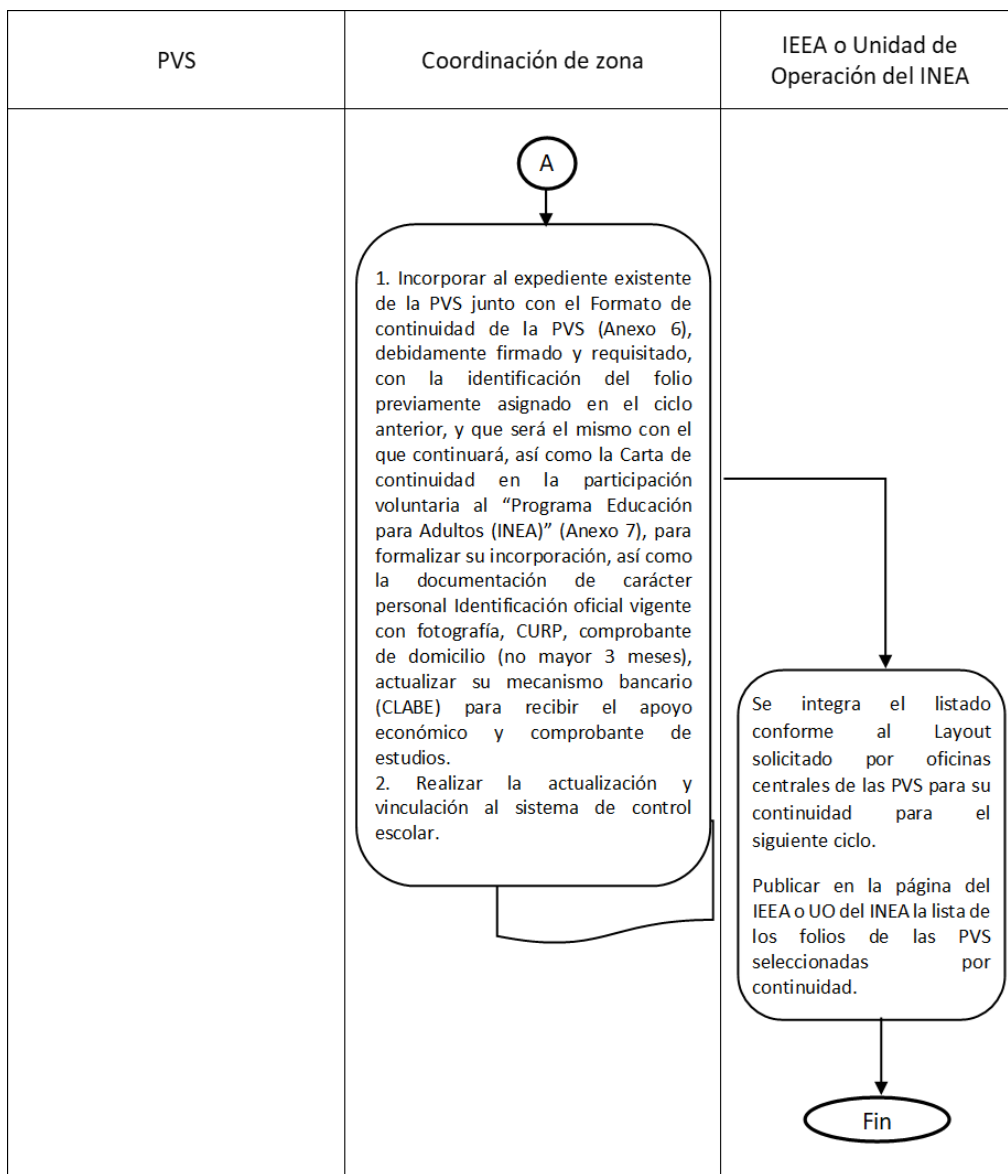 PVS
Coordinación de zona
IEEA o Unidad de
Operación del INEA
A
1. Incorporar al expediente existente
de la PVS junto con el Formato de
continuidad de la PVS (Anexo 6),
debidamente firmado y requisitado,
con la identificación del folio
previamente asignado en el ciclo
anterior, y que será el mismo con el
que continuará, así como la Carta de
continuidad en la participación
voluntaria al “Programa Educación
para Adultos (INEA)” (Anexo 7), para
formalizar su incorporación, así como
la documentación de carácter
personal Identificación oficial vigente
con fotografía, CURP, comprobante
de domicilio (no mayor 3 meses),
actualizar su mecanismo bancario
(CLABE) para recibir el apoyo
económico y comprobante de
estudios.
2. Realizar la actualización y
vinculación al sistema de control
escolar.
Se integra el listado
conforme al Layout
solicitado por oficinas
centrales de las PVS para su
continuidad para el
siguiente ciclo.
Publicar en la página del
IEEA o UO del INEA la lista de
los folios de las PVS
seleccionadas por
continuidad.
Fin